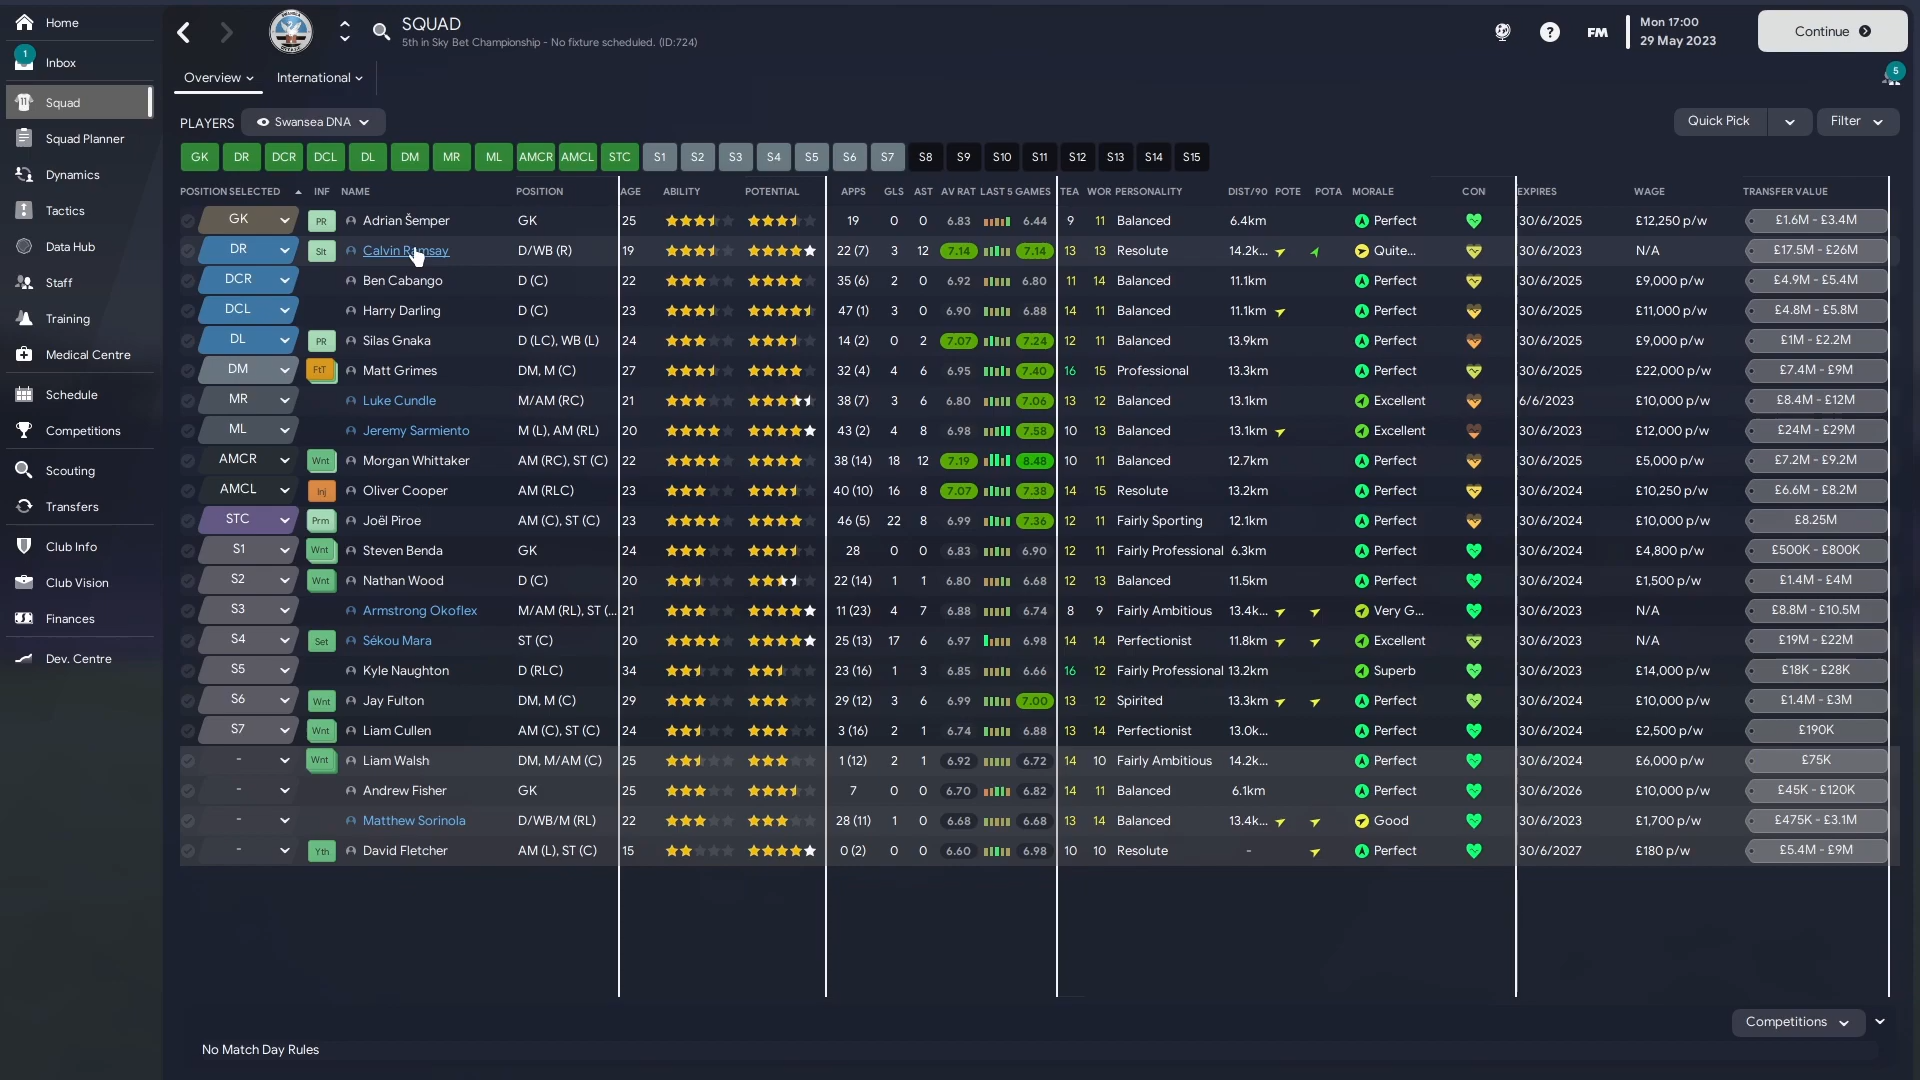 Home
SQUAD
5th in Sky Bet Championship - No fixture scheduled. (ID:724)
FM
Mon 17:00
29 May 2023
Continue
1
Inbox
Overview
International
5
Squad
Squad Planner
Dynamics
Tactics
Data Hub
Staff
Training
Medical Centre
Schedule
Competitions
Scouting
Transfers
Club Info
Club Vision
Finances
Dev. Centre
PLAYERS
Swansea DNA
Quick Pick
Filter
GK DR DCR DCL DL DM MR ML AMCR AMCL STC S1 S2 S3 S4 S5 S6 S7 S8 S9 S10 S11 S12 S13 S14 S15
POSITION SELECTED INF NAME POSITION AGE ABILITY POTENTIAL APPS GLS AST AV RAT LAST 5 GAMES TEA WOR PERSONALITY DIST/90 POTE POTA MORALE CON EXPIRES WAGE TRANSFER VALUE
GK PR Adrian Šemper GK 25 19 0 0 6.83 6.44 9 11 Balanced 6.4km Perfect 30/6/2025 £12,250 p/w £1.6M - £3.4M
DR Slt Calvin Ramsay D/WB (R) 19 22 (7) 3 12 7.14 7.14 13 13 Resolute 14.2k... Quite... 30/6/2023 N/A £17.5M - £26M
DCR Ben Cabango D (C) 22 35 (6) 2 0 6.92 6.80 11 14 Balanced 11.1km Perfect 30/6/2025 £9,000 p/w £4.9M - £5.4M
DCL Harry Darling D (C) 23 47 (1) 3 0 6.90 6.88 14 11 Balanced 11.1km Perfect 30/6/2025 £11,000 p/w £4.8M - £5.8M
DL PR Silas Gnaka D (LC), WB (L) 24 14 (2) 0 2 7.07 7.24 12 11 Balanced 13.9km Perfect 30/6/2025 £9,000 p/w £1M - £2.2M
DM FtT Matt Grimes DM, M (C) 27 32 (4) 4 6 6.95 7.40 16 15 Professional 13.3km Perfect 30/6/2025 £22,000 p/w £7.4M - £9M
MR Luke Cundle M/AM (RC) 21 38 (7) 3 6 6.80 7.06 13 12 Balanced 13.1km Excellent 6/6/2023 £10,000 p/w £8.4M - £12M
ML Jeremy Sarmiento M (L), AM (RL) 20 43 (2) 4 8 6.98 7.58 10 13 Balanced 13.1km Excellent 30/6/2023 £12,000 p/w £24M - £29M
AMCR Wnt Morgan Whittaker AM (RC), ST (C) 22 38 (14) 18 12 7.19 8.48 10 11 Balanced 12.7km Perfect 30/6/2025 £5,000 p/w £7.2M - £9.2M
AMCL Inj Oliver Cooper AM (RLC) 23 40 (10) 16 8 7.07 7.38 14 15 Resolute 13.2km Perfect 30/6/2024 £10,250 p/w £6.6M - £8.2M
STC Prm Joël Piroe AM (C), ST (C) 23 46 (5) 22 8 6.99 7.36 12 11 Fairly Sporting 12.1km Perfect 30/6/2024 £10,000 p/w £8.25M
S1 Wnt Steven Benda GK 24 28 0 0 6.83 6.90 12 11 Fairly Professional 6.3km Perfect 30/6/2024 £4,800 p/w £500K - £800K
S2 Wnt Nathan Wood D (C) 20 22 (14) 1 1 6.80 6.68 12 13 Balanced 11.5km Perfect 30/6/2024 £1,500 p/w £1.4M - £4M
S3 Armstrong Okoflex M/AM (RL), ST (... 21 11 (23) 4 7 6.88 6.74 8 9 Fairly Ambitious 13.4k... Very G... 30/6/2023 N/A £8.8M - £10.5M
S4 Set Sékou Mara ST (C) 20 25 (13) 17 6 6.97 6.98 14 14 Perfectionist 11.8km Excellent 30/6/2023 N/A £19M - £22M
S5 Kyle Naughton D (RLC) 34 23 (16) 1 3 6.85 6.66 16 12 Fairly Professional 13.2km Superb 30/6/2023 £14,000 p/w £18K - £28K
S6 Wnt Jay Fulton DM, M (C) 29 29 (12) 3 6 6.99 7.00 13 12 Spirited 13.3km Perfect 30/6/2024 £10,000 p/w £1.4M - £3M
S7 Wnt Liam Cullen AM (C), ST (C) 24 3 (16) 2 1 6.74 6.88 13 14 Perfectionist 13.0k... Perfect 30/6/2024 £2,500 p/w £190K
- Wnt Liam Walsh DM, M/AM (C) 25 1 (12) 2 1 6.92 6.72 14 10 Fairly Ambitious 14.2k... Perfect 30/6/2024 £6,000 p/w £75K
- Andrew Fisher GK 25 7 0 0 6.70 6.82 14 11 Balanced 6.1km Perfect 30/6/2026 £10,000 p/w £45K - £120K
- Matthew Sorinola D/WB/M (RL) 22 28 (11) 1 0 6.68 6.68 13 14 Balanced 13.4k... Good 30/6/2023 £1,700 p/w £475K - £3.1M
- Yth David Fletcher AM (L), ST (C) 15 0 (2) 0 0 6.60 6.98 10 10 Resolute - Perfect 30/6/2027 £180 p/w £5.4M - £9M
Competitions
No Match Day Rules